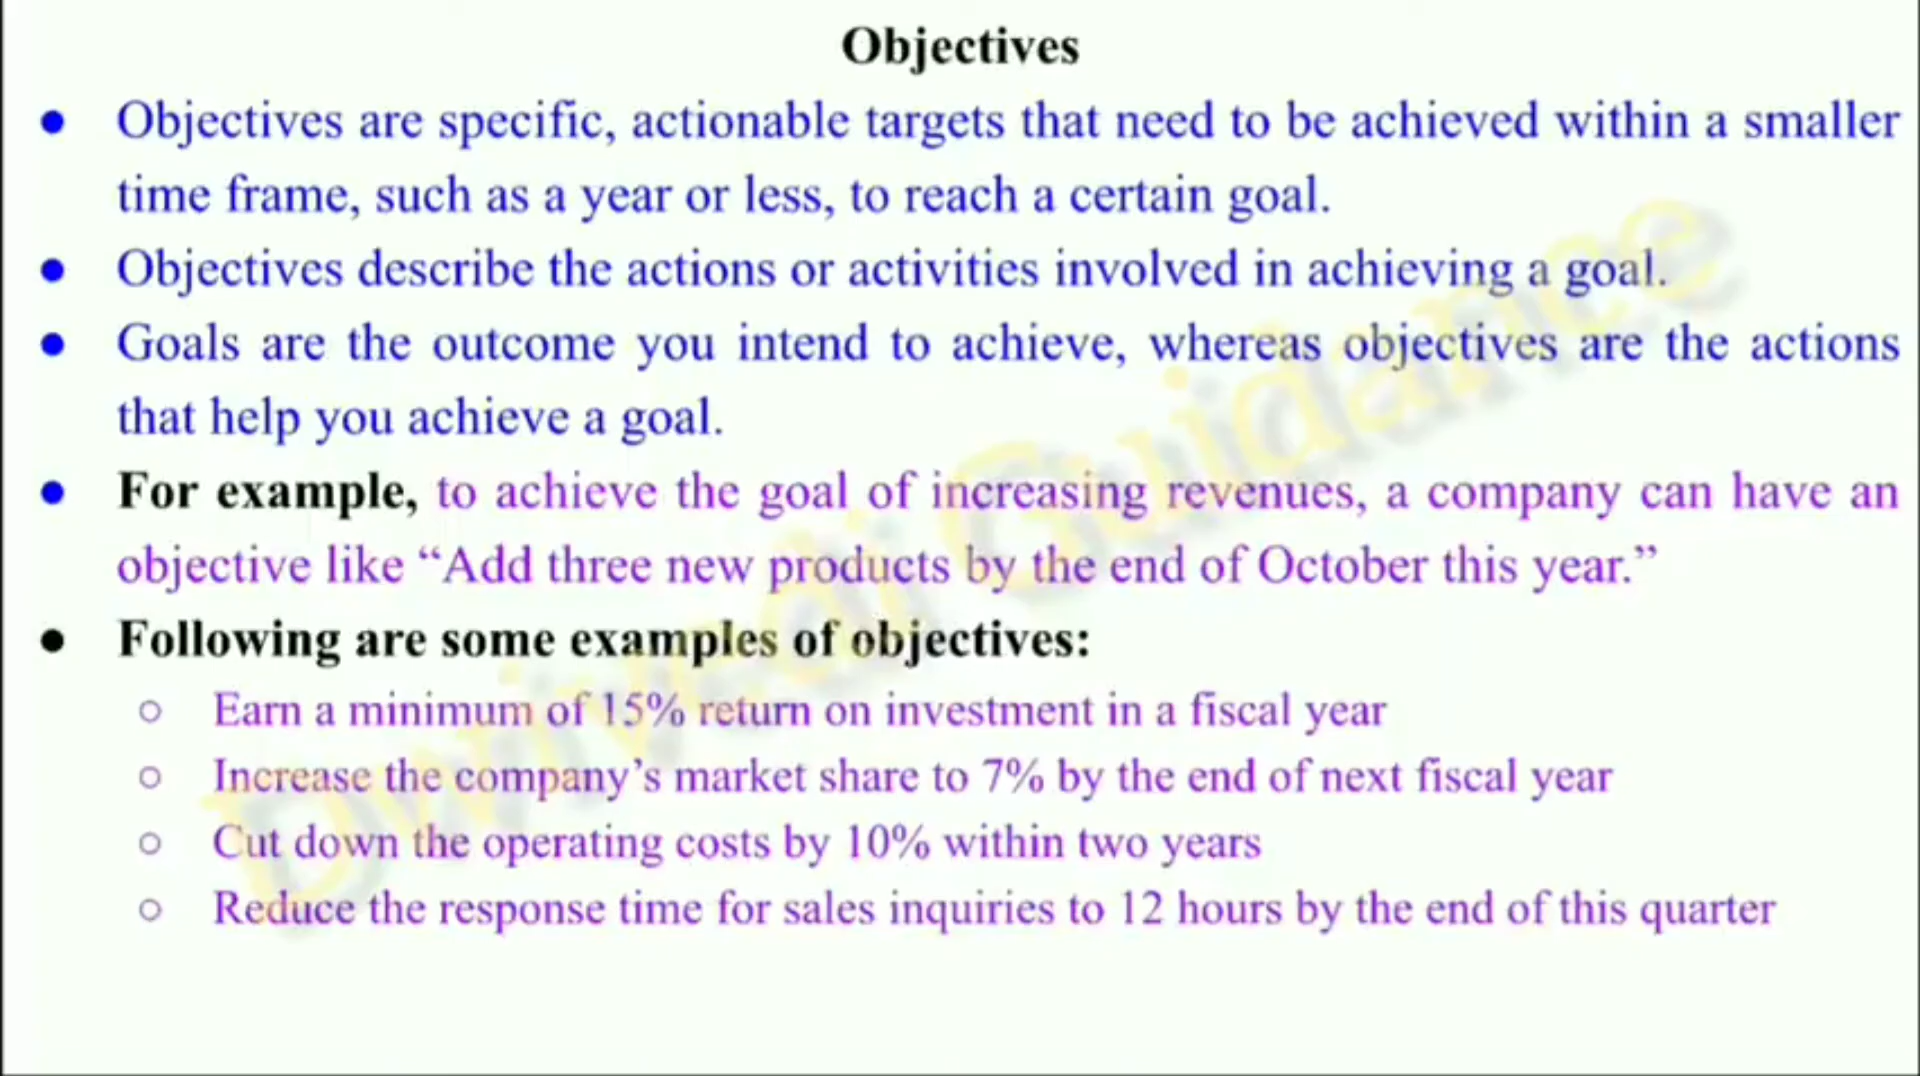 Objectives
● Objectives are specific, actionable targets that need to be achieved within a smaller
time frame, such as a year or less, to reach a certain goal.
● Objectives describe the actions or activities involved in achieving a goal.
● Goals are the outcome you intend to achieve, whereas objectives are the actions
that help you achieve a goal.
● For example, to achieve the goal of increasing revenues, a company can have an
objective like “Add three new products by the end of October this year.”
● Following are some examples of objectives:
○ Earn a minimum of 15% return on investment in a fiscal year
○ Increase the company’s market share to 7% by the end of next fiscal year
○ Cut down the operating costs by 10% within two years
○ Reduce the response time for sales inquiries to 12 hours by the end of this quarter
Dwivedi Guidance